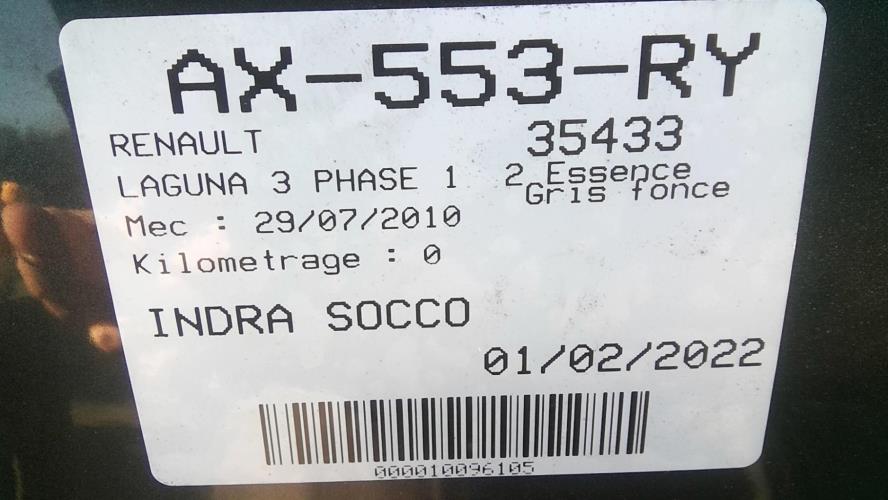 AX-553-RY
RENAULT 35433
LAGUNA 3 PHASE 1 2 Essence
Gris fonce
Mec : 29/07/2010
Kilometrage : 0
INDRA SOCCO
01/02/2022
000010096105